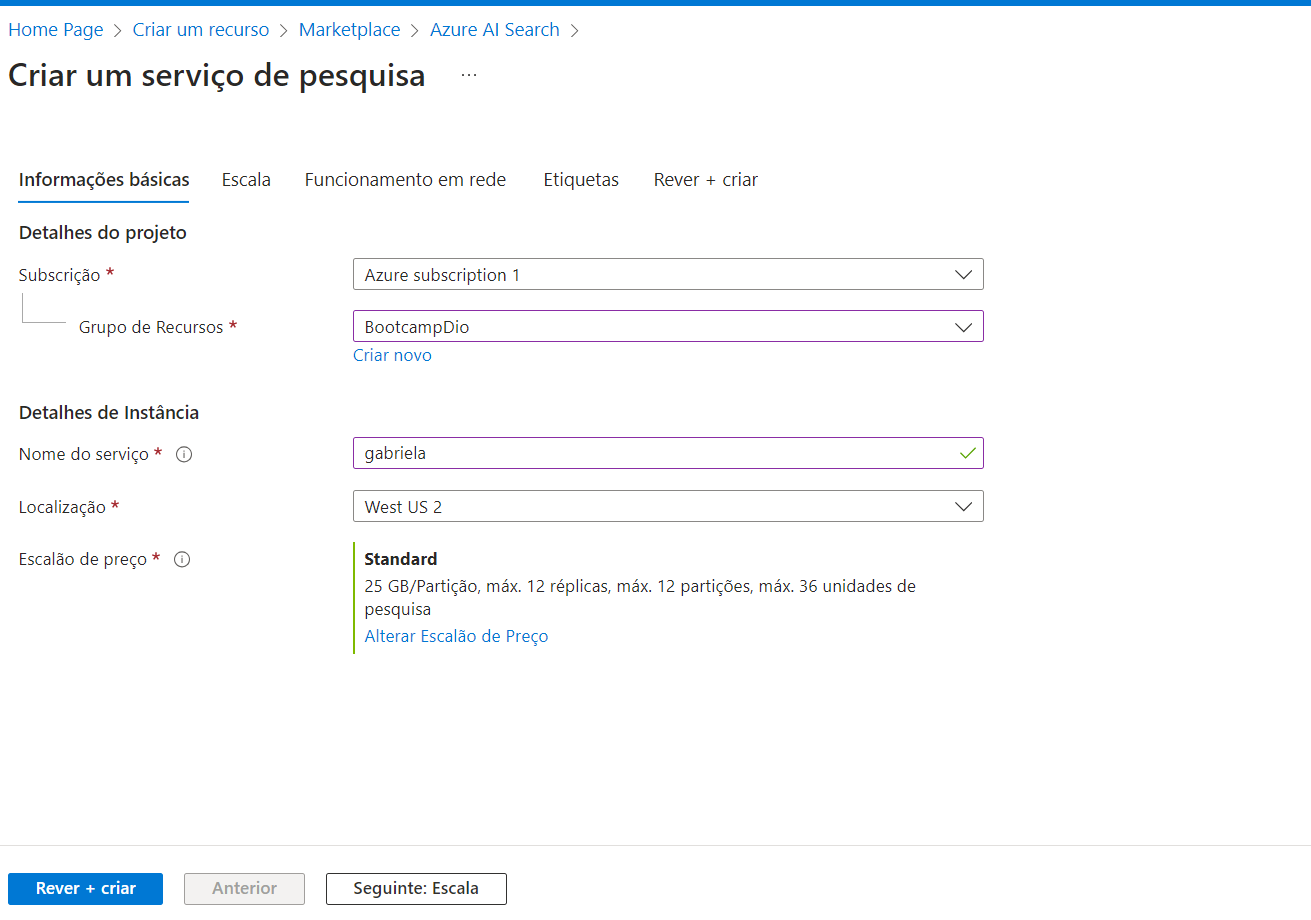 Home Page > Criar um recurso > Marketplace > Azure AI Search >
Criar um serviço de pesquisa ...
Informações básicas Escala Funcionamento em rede Etiquetas Rever + criar
Detalhes do projeto
Subscrição * Azure subscription 1
Grupo de Recursos * BootcampDio
Criar novo
Detalhes de Instância
Nome do serviço * gabriela
Localização * West US 2
Escalão de preço * Standard
25 GB/Partição, máx. 12 réplicas, máx. 12 partições, máx. 36 unidades de
pesquisa
Alterar Escalão de Preço
Rever + criar Anterior Seguinte: Escala